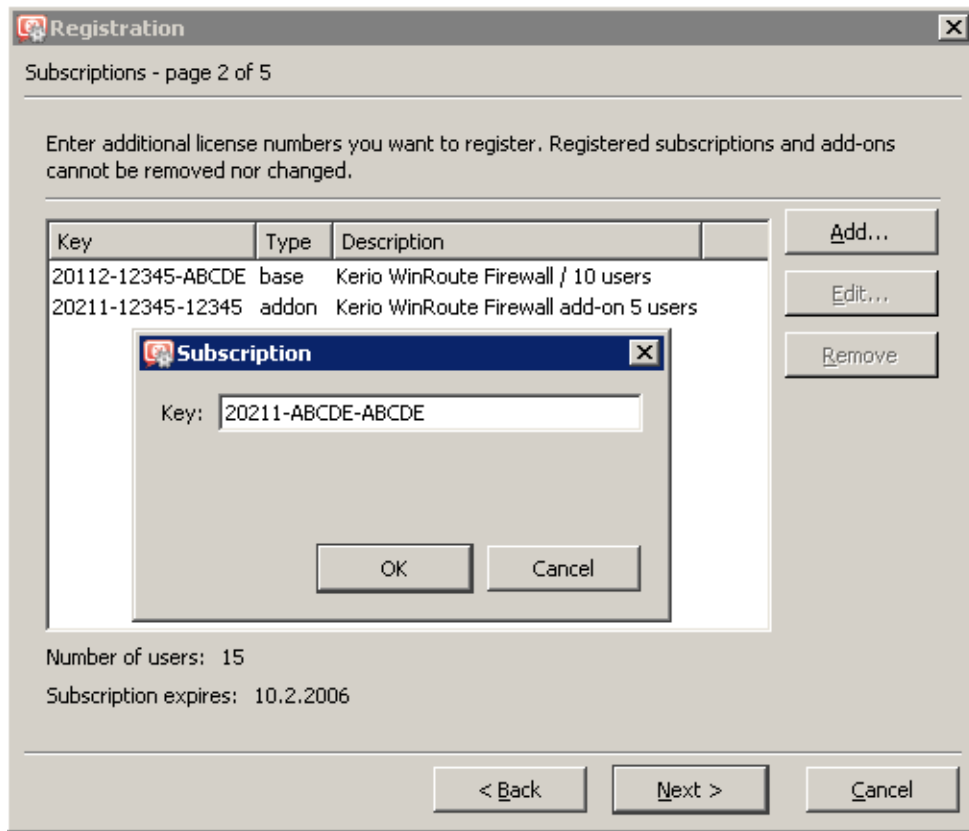 Registration
Subscriptions - page 2 of 5
Enter additional license numbers you want to register. Registered subscriptions and add-ons
cannot be removed nor changed.
Key Type Description
20112-12345-ABCDE base Kerio WinRoute Firewall / 10 users
20211-12345-12345 addon Kerio WinRoute Firewall add-on 5 users
Add...
Edit...
Remove
Subscription
Key: 20211-ABCDE-ABCDE
OK Cancel
Number of users: 15
Subscription expires: 10.2.2006
< Back Next > Cancel